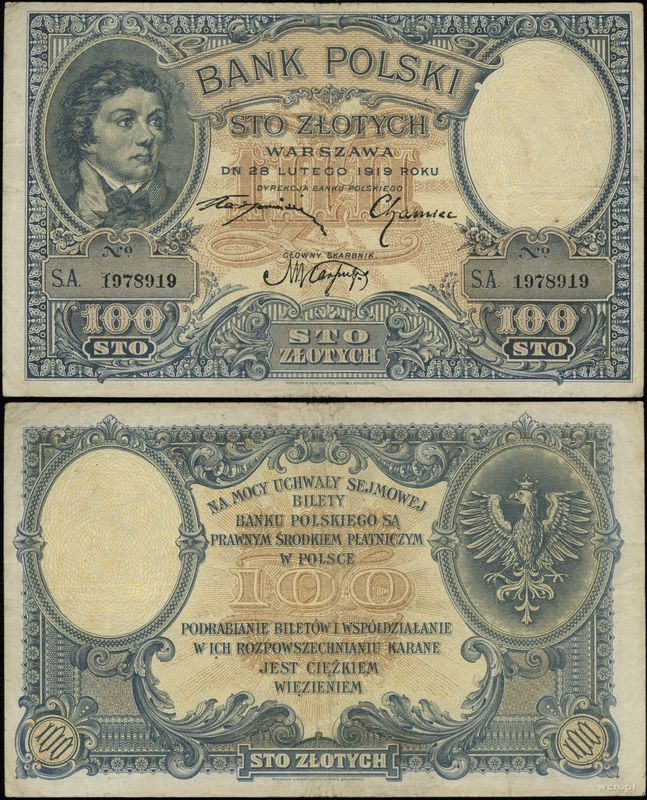 BANK POLSKI
STO ZŁOTYCH
WARSZAWA
DN 28 LUTEGO 1919 ROKU
DYREKCJA BANKU POLSKIEGO
GŁÓWNY SKARBNIK
No No
S.A. 1978919 S.A. 1978919
100 100
STO STO
STO
ZŁOTYCH
NA MOCY UCHWAŁY SEJMOWEJ
BILETY
BANKU POLSKIEGO SĄ
PRAWNYM ŚRODKIEM PŁATNICZYM
W POLSCE
100
PODRABIANIE BILETÓW I WSPÓŁDZIAŁANIE
W ICH ROZPOWSZECHNIANIU KARANE
JEST CIĘŻKIEM
WIĘZIENIEM
100 100
STO ZŁOTYCH
wcn.pl